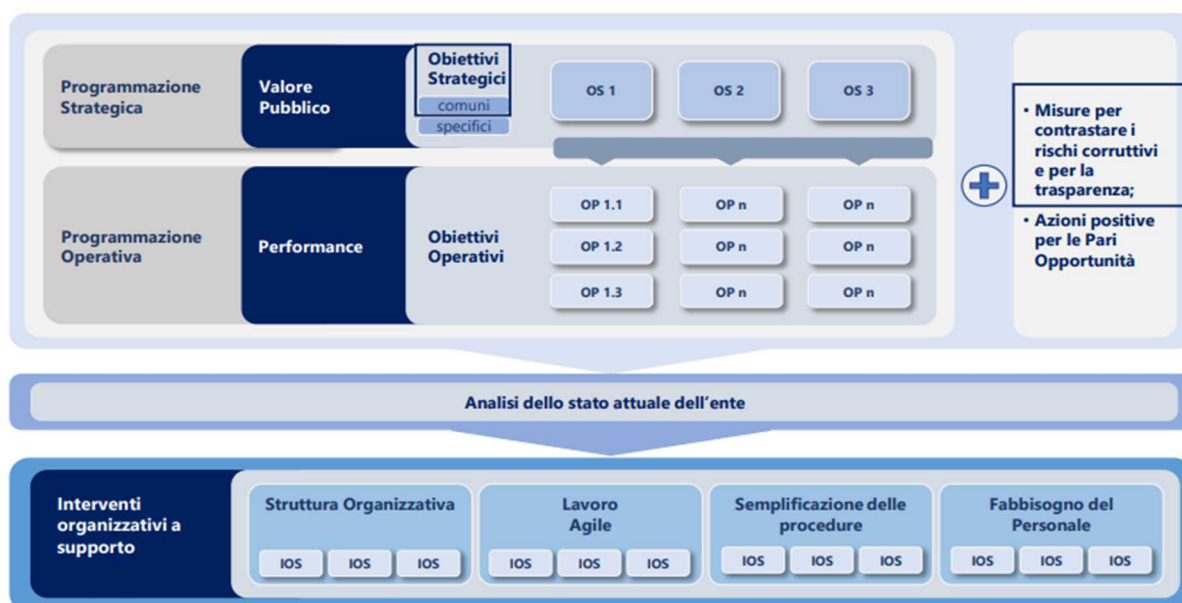 Programmazione
Strategica
Valore
Pubblico
Obiettivi
Strategici
comuni
specifici
OS 1
OS 2
OS 3
Programmazione
Operativa
Performance
Obiettivi
Operativi
OP 1.1
OP n
OP n
OP 1.2
OP n
OP n
OP 1.3
OP n
OP n
• Misure per
contrastare i
rischi corruttivi
e per la
trasparenza;
• Azioni positive
per le Pari
Opportunità
Analisi dello stato attuale dell’ente
Interventi
organizzativi a
supporto
Struttura Organizzativa
IOS IOS IOS
Lavoro
Agile
IOS IOS IOS
Semplificazione delle
procedure
IOS IOS IOS
Fabbisogno del
Personale
IOS IOS IOS